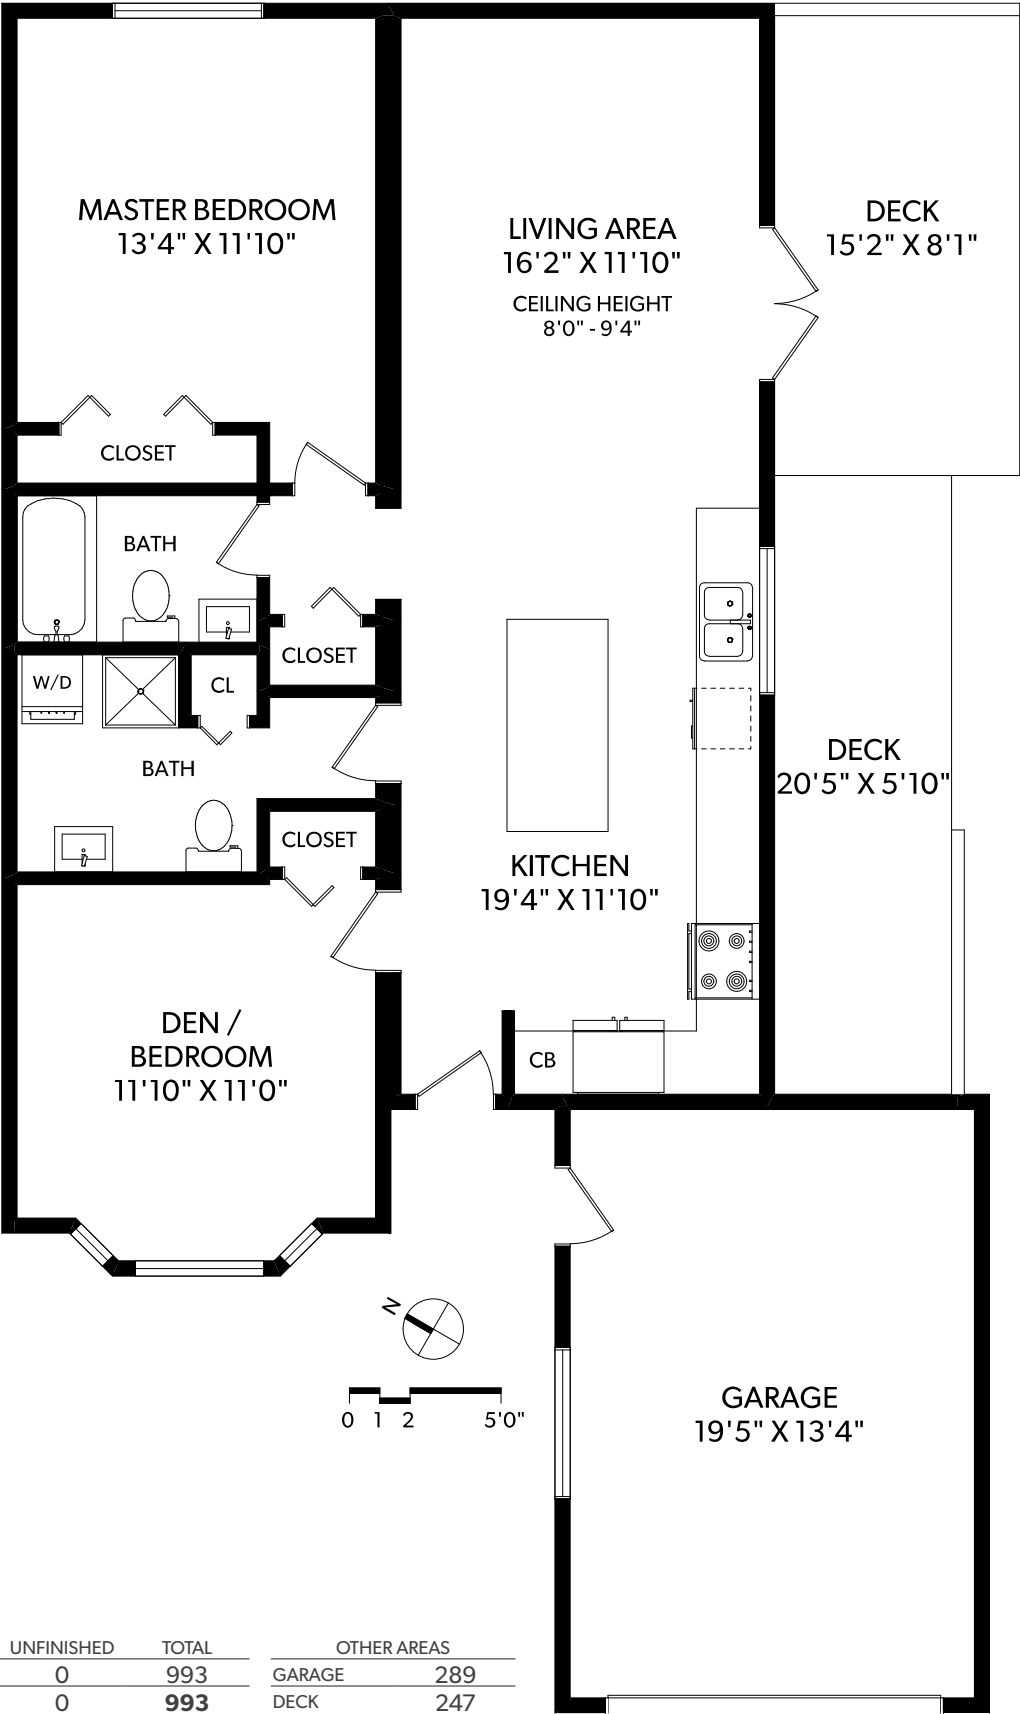 MASTER BEDROOM
13'4" X 11'10"
LIVING AREA
16'2" X 11'10"
CEILING HEIGHT
8'0" - 9'4"
DECK
15'2" X 8'1"
CLOSET
BATH
CLOSET
W/D
CL
BATH
DECK
20'5" X 5'10"
CLOSET
KITCHEN
19'4" X 11'10"
DEN /
BEDROOM
11'10" X 11'0"
CB
N
0 1 2 5'0"
GARAGE
19'5" X 13'4"
UNFINISHED TOTAL
0 993
0 993
OTHER AREAS
GARAGE 289
DECK 247